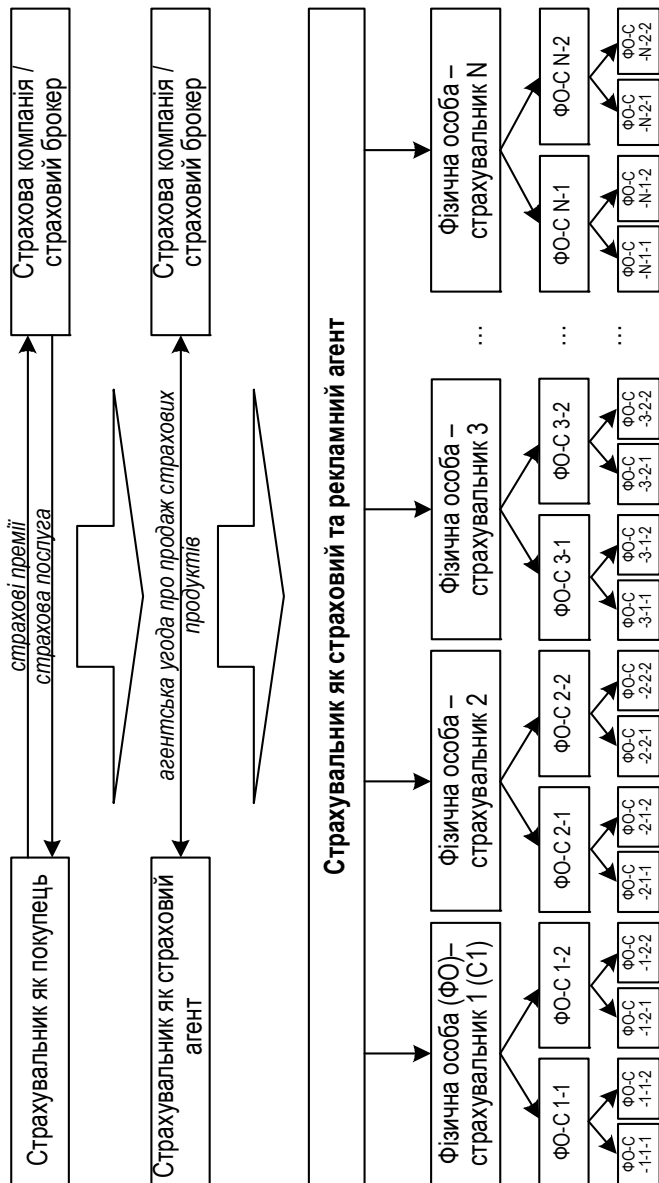 Страхувальник як покупець
страхові премії
страхова послуга
Страхова компанія /
страховий брокер
Страхувальник як страховий
агент
агентська угода про продаж страхових
продуктів
Страхова компанія /
страховий брокер
Страхувальник як страховий та рекламний агент
Фізична особа (ФО)–
страхувальник 1 (С1)
Фізична особа –
страхувальник 2
Фізична особа –
страхувальник 3
…
Фізична особа –
страхувальник N
ФО-С 1-1
ФО-С 1-2
ФО-С 2-1
ФО-С 2-2
ФО-С 3-1
ФО-С 3-2
…
ФО-С N-1
ФО-С N-2
ФО-С
-1-1-1
ФО-С
-1-1-2
ФО-С
-1-2-1
ФО-С
-1-2-2
ФО-С
-2-1-1
ФО-С
-2-1-2
ФО-С
-2-2-1
ФО-С
-2-2-2
ФО-С
-3-1-1
ФО-С
-3-1-2
ФО-С
-3-2-1
ФО-С
-3-2-2
…
ФО-С
-N-1-1
ФО-С
-N-1-2
ФО-С
-N-2-1
ФО-С
-N-2-2